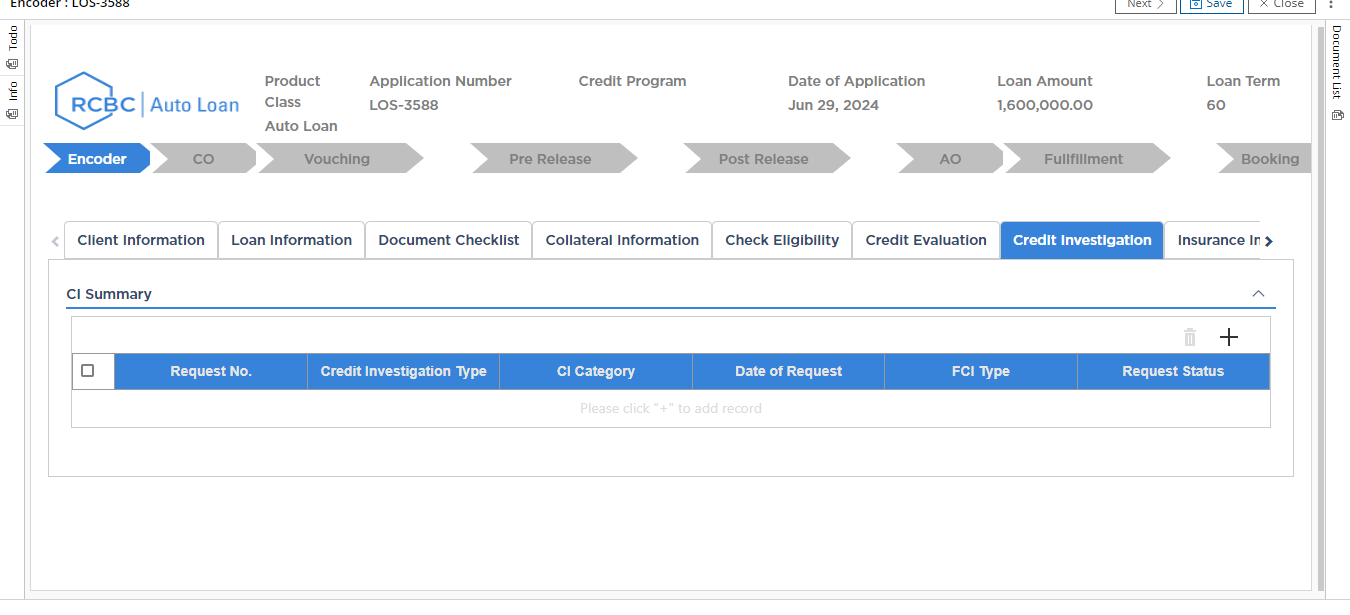 Encoder : LOS-3588
Next
Save
Close
Todo
Info
Document List
RCBC | Auto Loan
Product Class
Auto Loan
Application Number
LOS-3588
Credit Program
Date of Application
Jun 29, 2024
Loan Amount
1,600,000.00
Loan Term
60
Encoder CO Vouching Pre Release Post Release AO Fullfillment Booking
Client Information Loan Information Document Checklist Collateral Information Check Eligibility Credit Evaluation Credit Investigation Insurance In
CI Summary
Request No. Credit Investigation Type CI Category Date of Request FCI Type Request Status
Please click "+" to add record